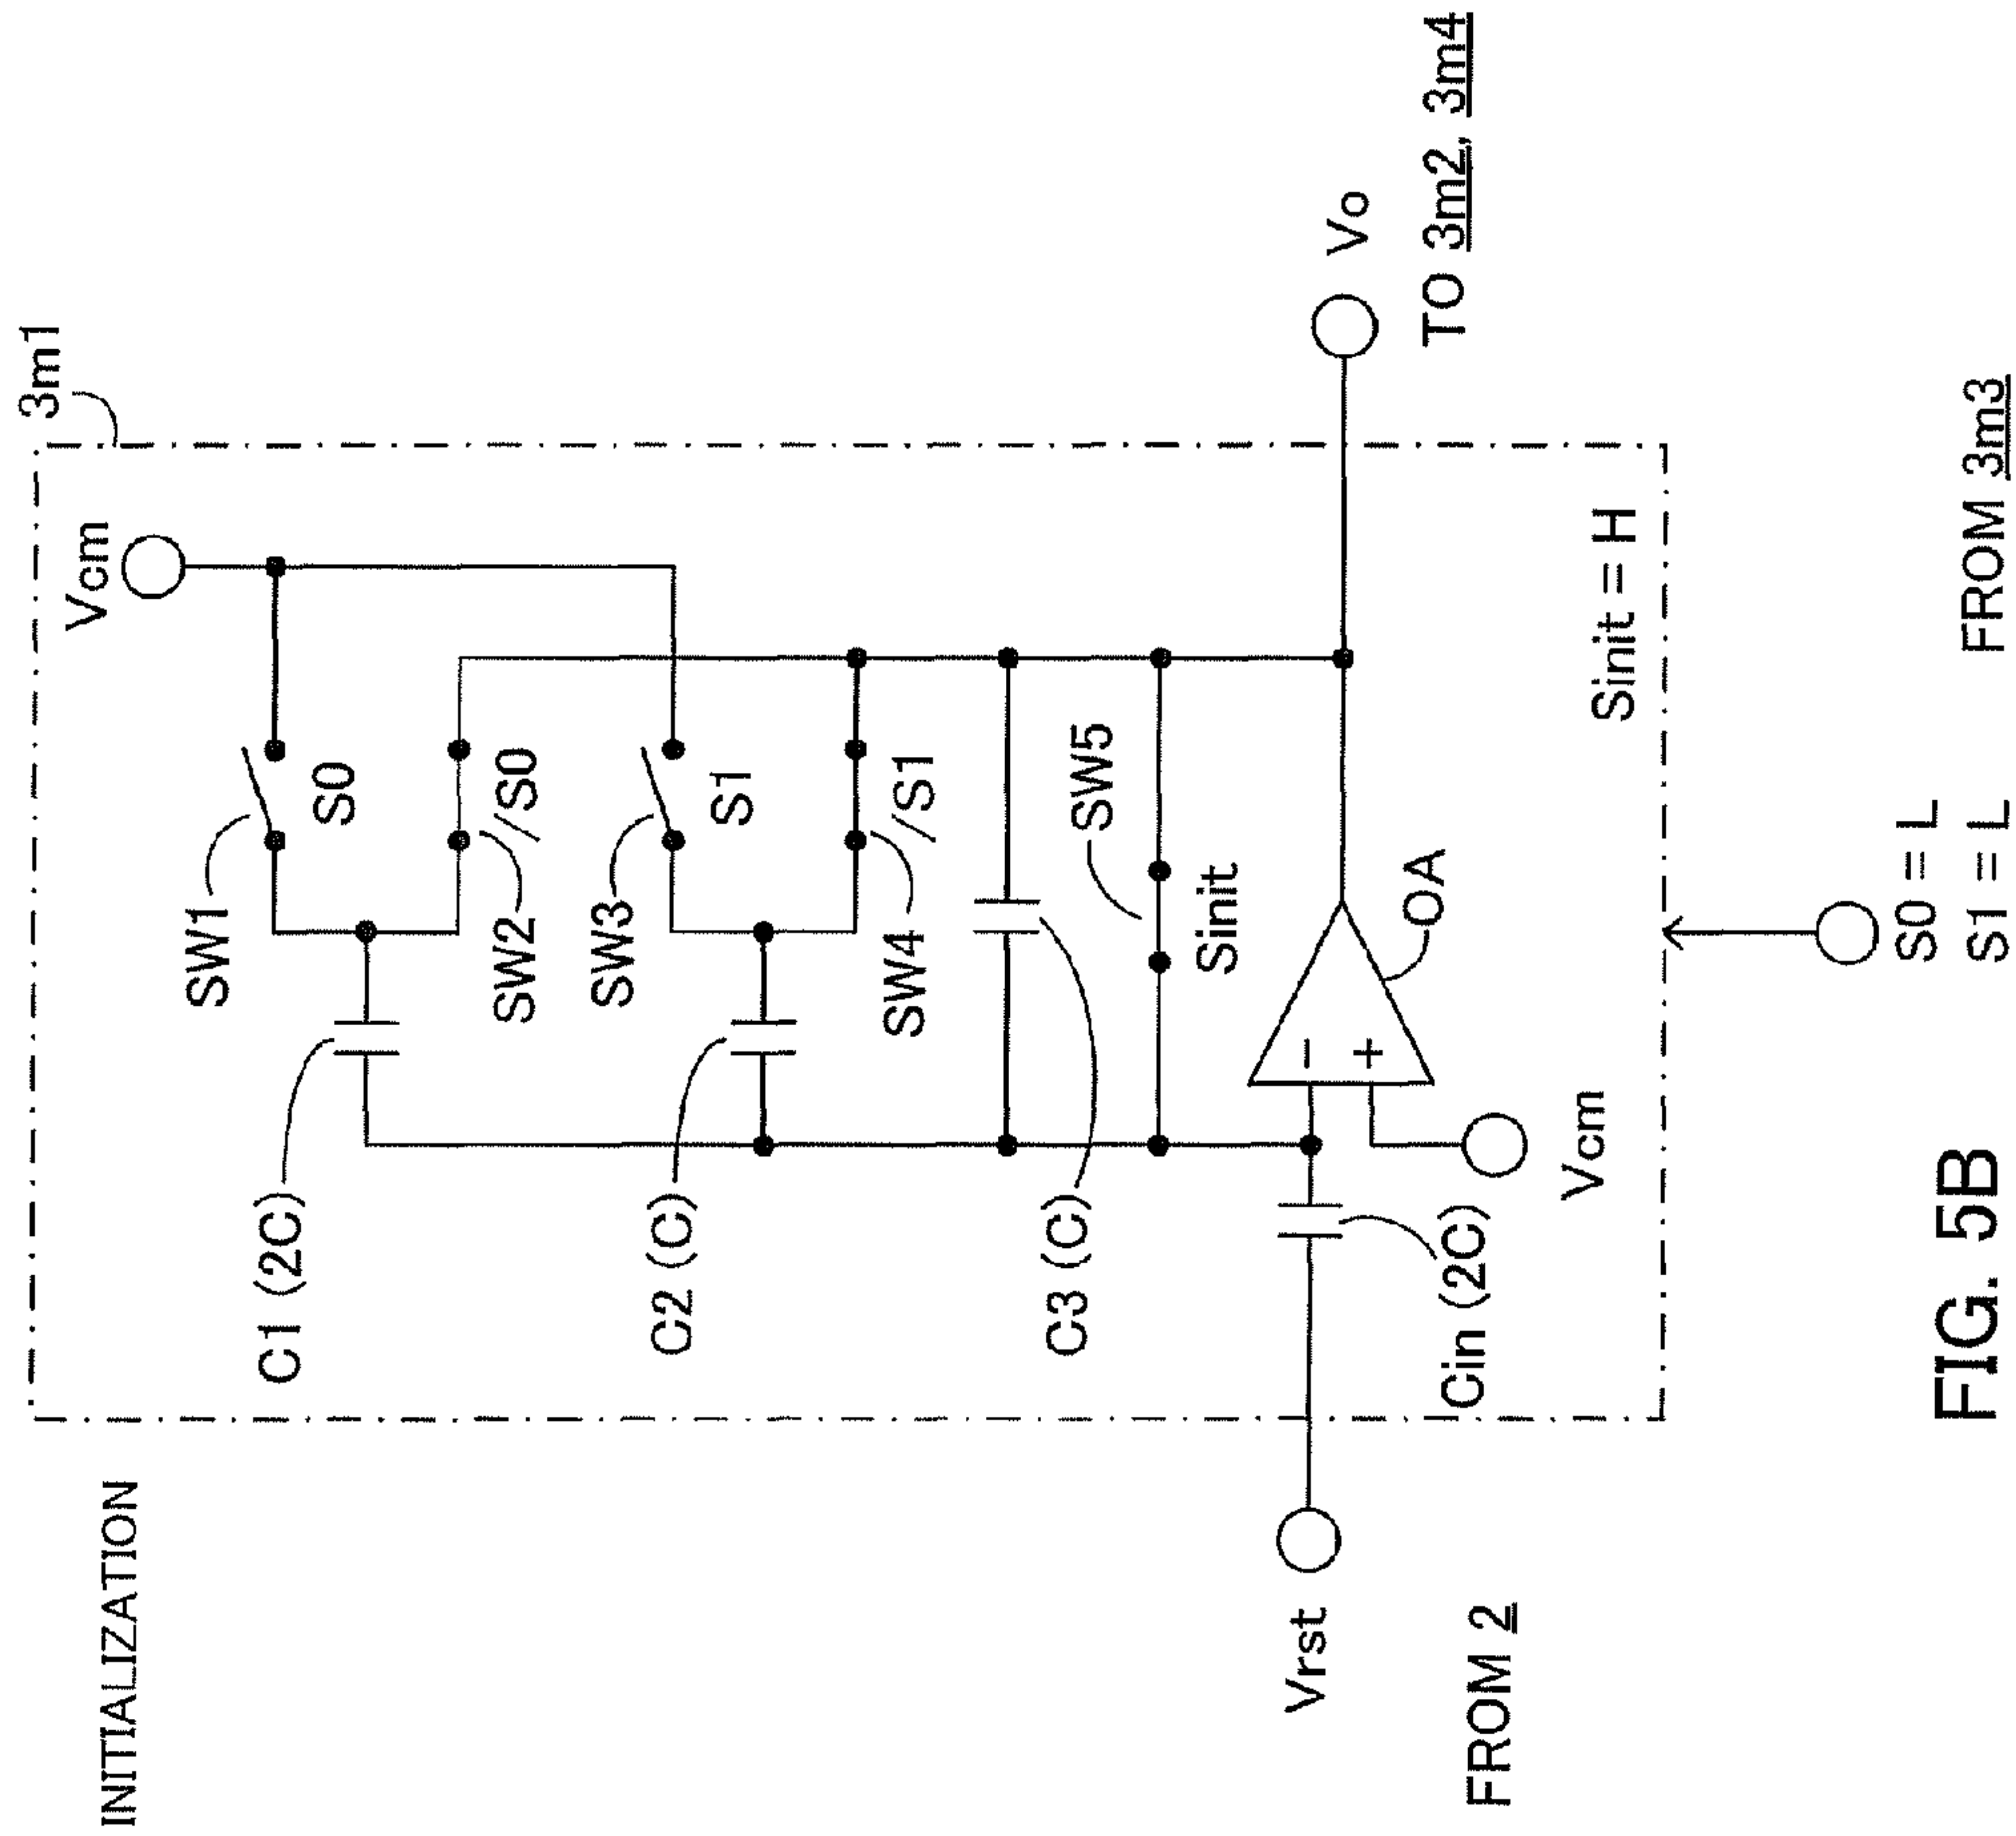 INITIALIZATION
3m1
Vcm
SW1
S0
C1 (2C)
SW2
/S0
SW3
S1
C2 (C)
SW4
/S1
C3 (C)
SW5
Sinit
Vrst
FROM 2
Cin (2C)
-
+
OA
Vcm
Vo
TO 3m2, 3m4
Sinit = H
S0 = L
S1 = L
FROM 3m3
FIG. 5B